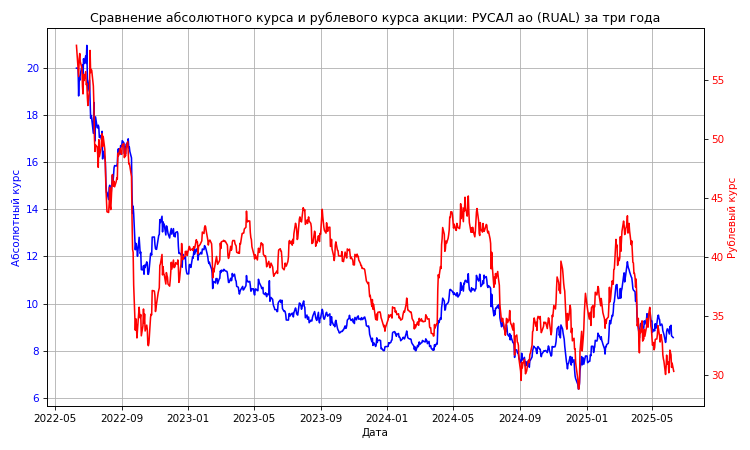 Сравнение абсолютного курса и рублевого курса акции: РУСАЛ ао (RUAL) за три года
Абсолютный курс
20
18
16
14
12
10
8
6
55
50
45
40
35
30
Рублевый курс
2022-05 2022-09 2023-01 2023-05 2023-09 2024-01 2024-05 2024-09 2025-01 2025-05
Дата